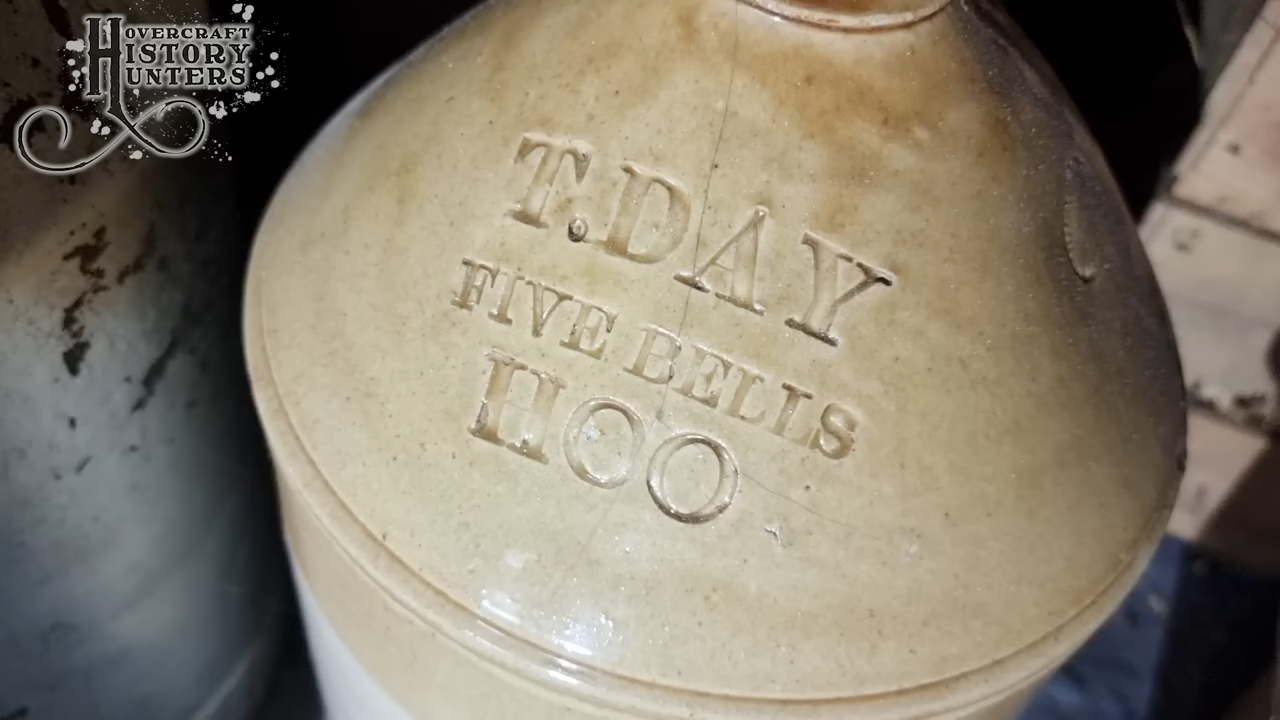 HOVERCRAFT
HISTORY
HUNTERS
T. DAY
FIVE BELLS
HOO